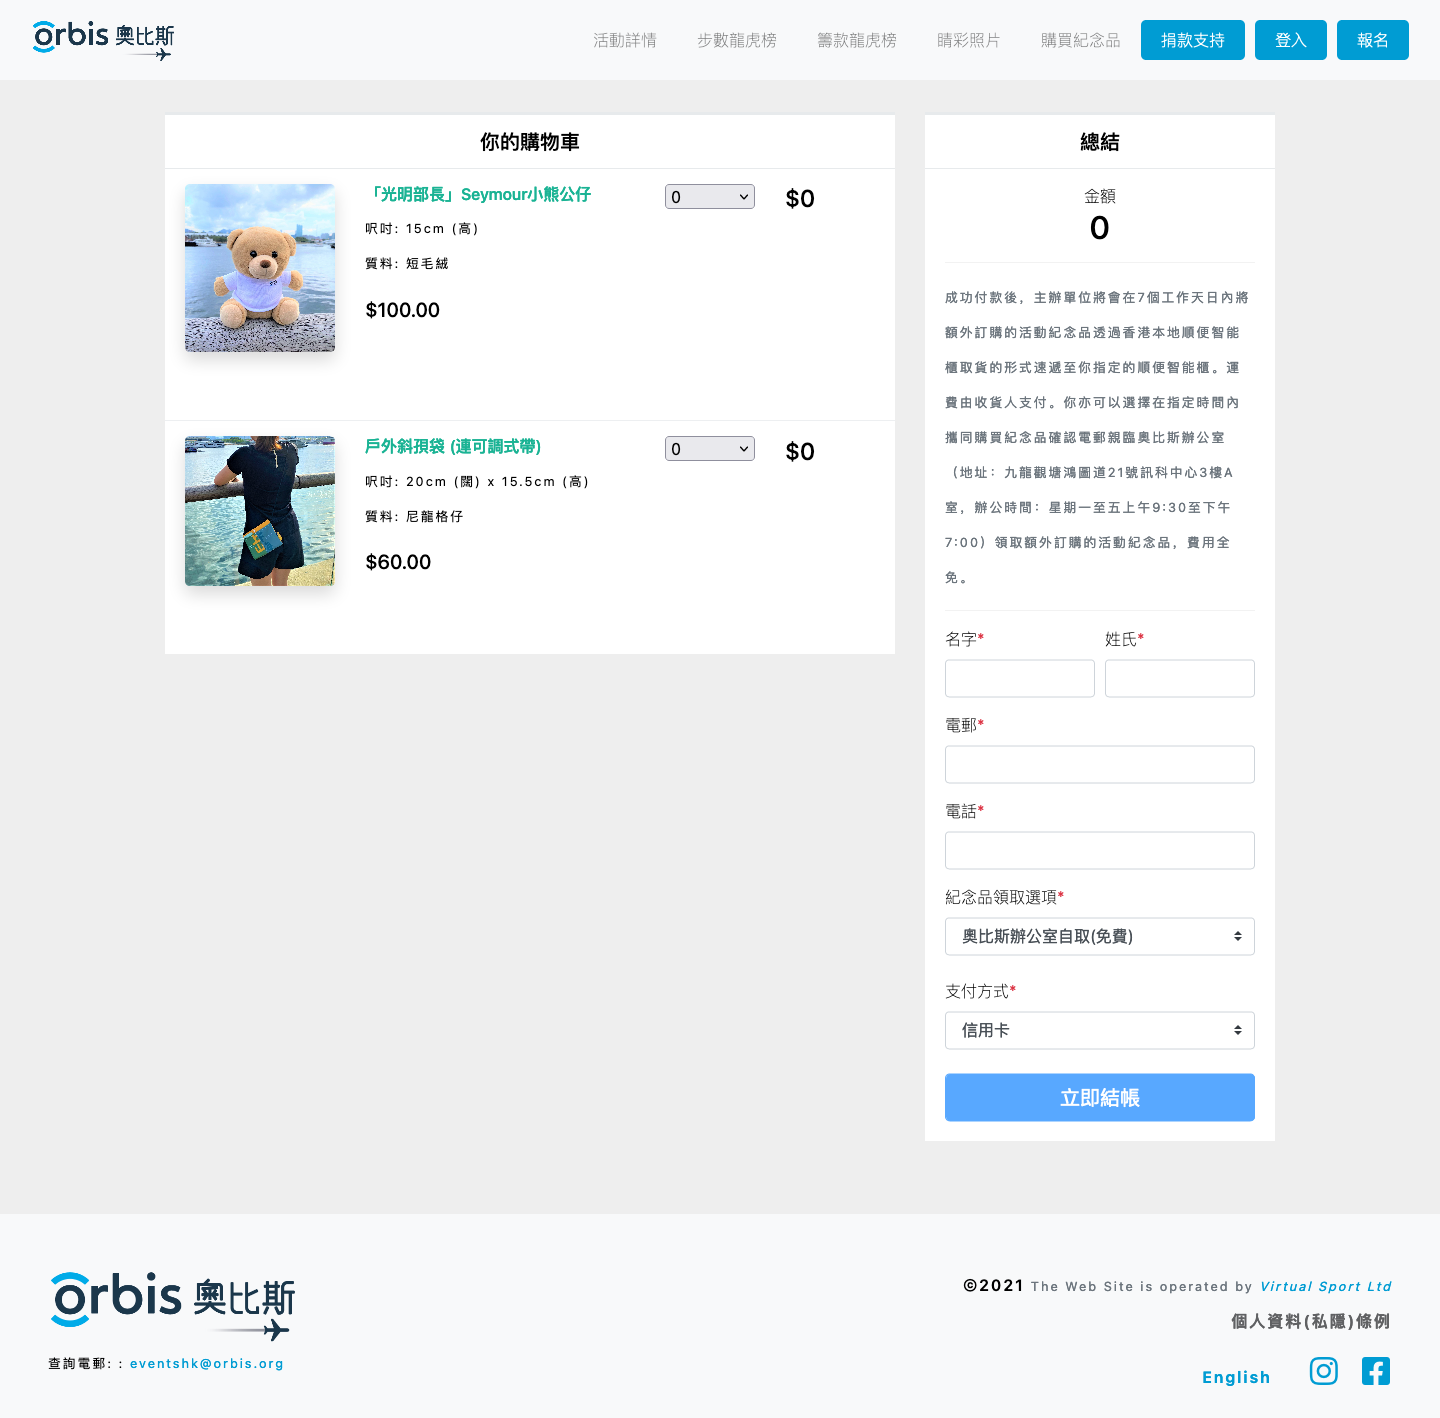 orbis 奧比斯
活動詳情
步數龍虎榜
籌款龍虎榜
睛彩照片
購買紀念品
捐款支持
登入
報名
你的購物車
「光明部長」Seymour小熊公仔
呎吋: 15cm (高)
質料: 短毛絨
$100.00
0
$0
戶外斜孭袋 (連可調式帶)
呎吋: 20cm (闊) x 15.5cm (高)
質料: 尼龍格仔
$60.00
0
$0
總結
金額
0
成功付款後，主辦單位將會在7個工作天日內將
額外訂購的活動紀念品透過香港本地順便智能
櫃取貨的形式速遞至你指定的順便智能櫃。運
費由收貨人支付。你亦可以選擇在指定時間內
攜同購買紀念品確認電郵親臨奧比斯辦公室
（地址：九龍觀塘鴻圖道21號訊科中心3樓A
室，辦公時間：星期一至五上午9:30至下午
7:00）領取額外訂購的活動紀念品，費用全
免。
名字*
姓氏*
電郵*
電話*
紀念品領取選項*
奧比斯辦公室自取(免費)
支付方式*
信用卡
立即結帳
orbis 奧比斯
查詢電郵: : eventshk@orbis.org
©2021 The Web Site is operated by Virtual Sport Ltd
個人資料(私隱)條例
English